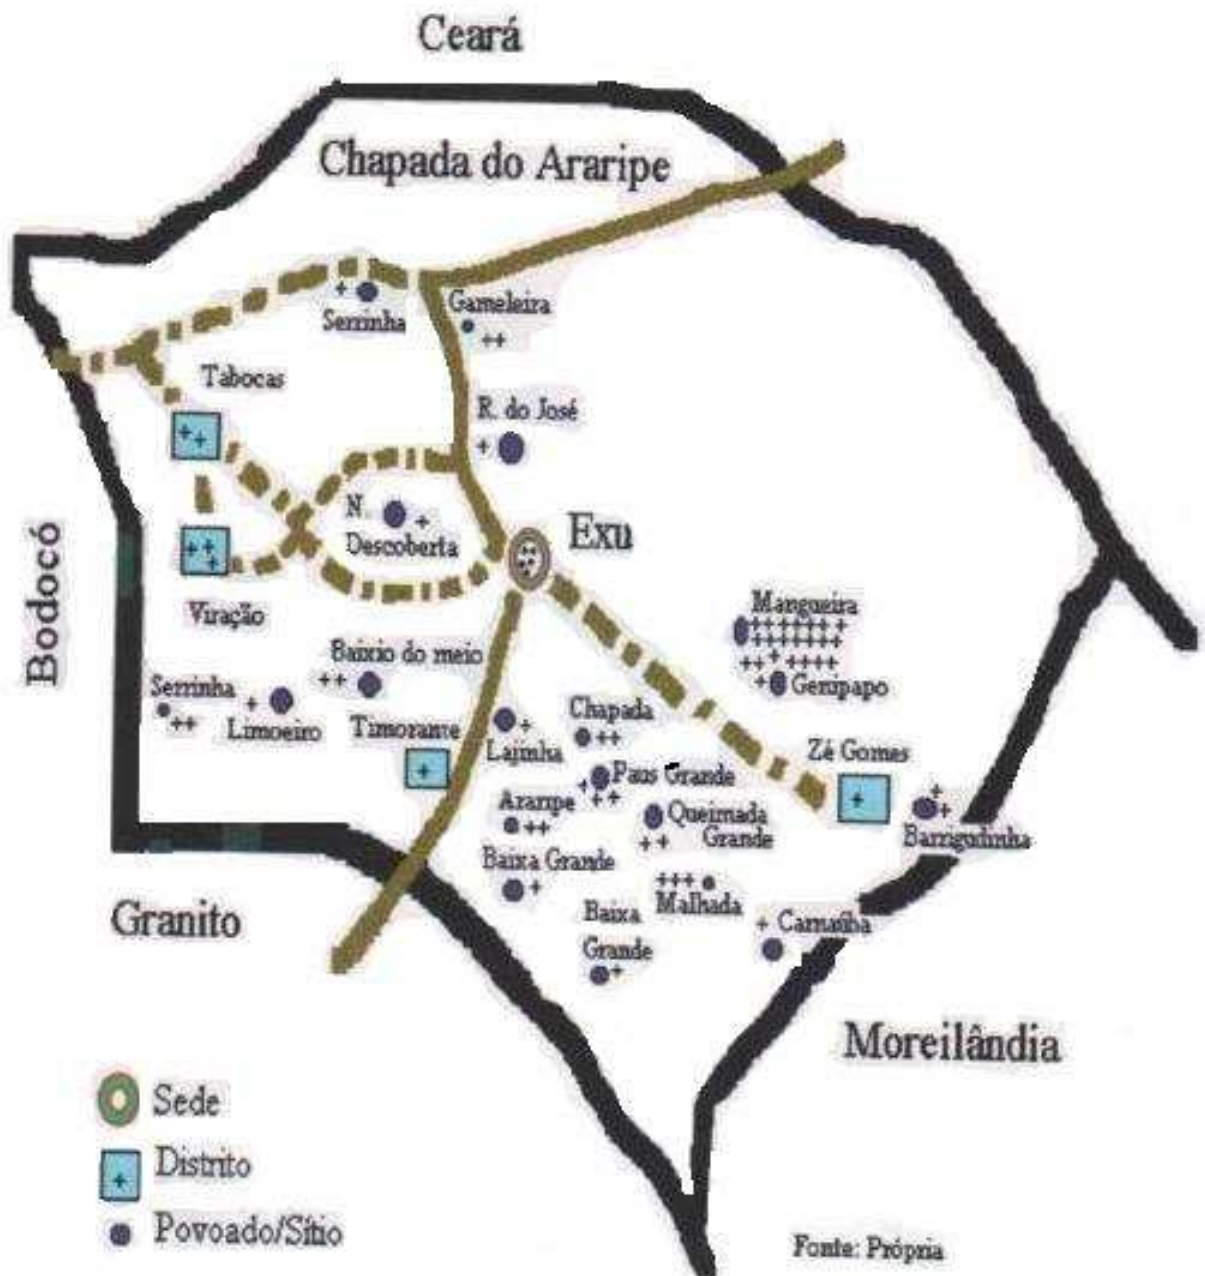 Ceará
Chapada do Araripe
Serrinha
Gameleira
Tabocas
R. do José
N.
Descoberta
Exu
Bodocó
Viração
Mangueira
Baixio do meio
Serrinha
Genipapo
Limoeiro
Timorante
Lajinha
Chapada
Zé Gomes
Paus Grande
Araripe
Queimada
Grande
Barrigudinha
Baixa Grande
Malhada
Granito
Baixa
Grande
Carnaúba
Moreilândia
Sede
Distrito
Povoado/Sítio
Fonte: Própria